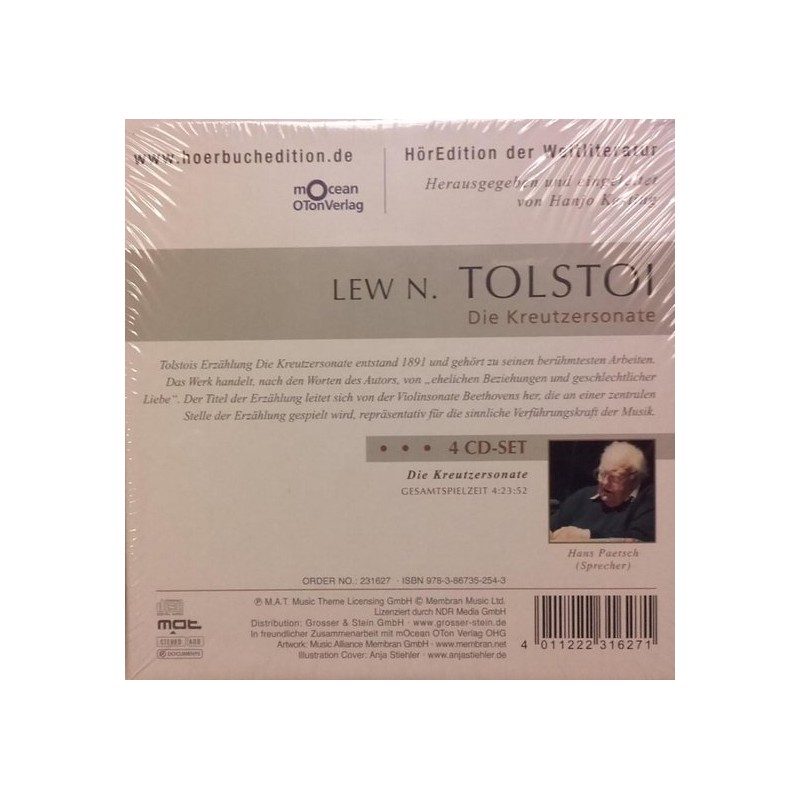 www.hoerbuchedition.de
mOcean
OTonVerlag
HörEdition der Weltliteratur
Herausgegeben und eingeleitet
von Hanjo Kesting
LEW N. TOLSTOI
Die Kreutzersonate
Tolstois Erzählung Die Kreutzersonate entstand 1891 und gehört zu seinen berühmtesten Arbeiten.
Das Werk handelt, nach den Worten des Autors, von „ehelichen Beziehungen und geschlechtlicher
Liebe“. Der Titel der Erzählung leitet sich von der Violinsonate Beethovens her, die an einer zentralen
Stelle der Erzählung gespielt wird, repräsentativ für die sinnliche Verführungskraft der Musik.
• • • 4 CD-SET
Die Kreutzersonate
GESAMTSPIELZEIT 4:23:52
Hans Paetsch
(Sprecher)
ORDER NO.: 231627 · ISBN 978-3-86735-254-3
℗ M.A.T. Music Theme Licensing GmbH © Membran Music Ltd.
Lizenziert durch NDR Media GmbH
Distribution: Grosser & Stein GmbH · www.grosser-stein.de
In freundlicher Zusammenarbeit mit mOcean OTon Verlag OHG
Artwork: Music Alliance Membran GmbH · www.membran.net
Illustration Cover: Anja Stiehler · www.anjastiehler.de
mat
STEREO
DOCUMENTS
4 011222 316271